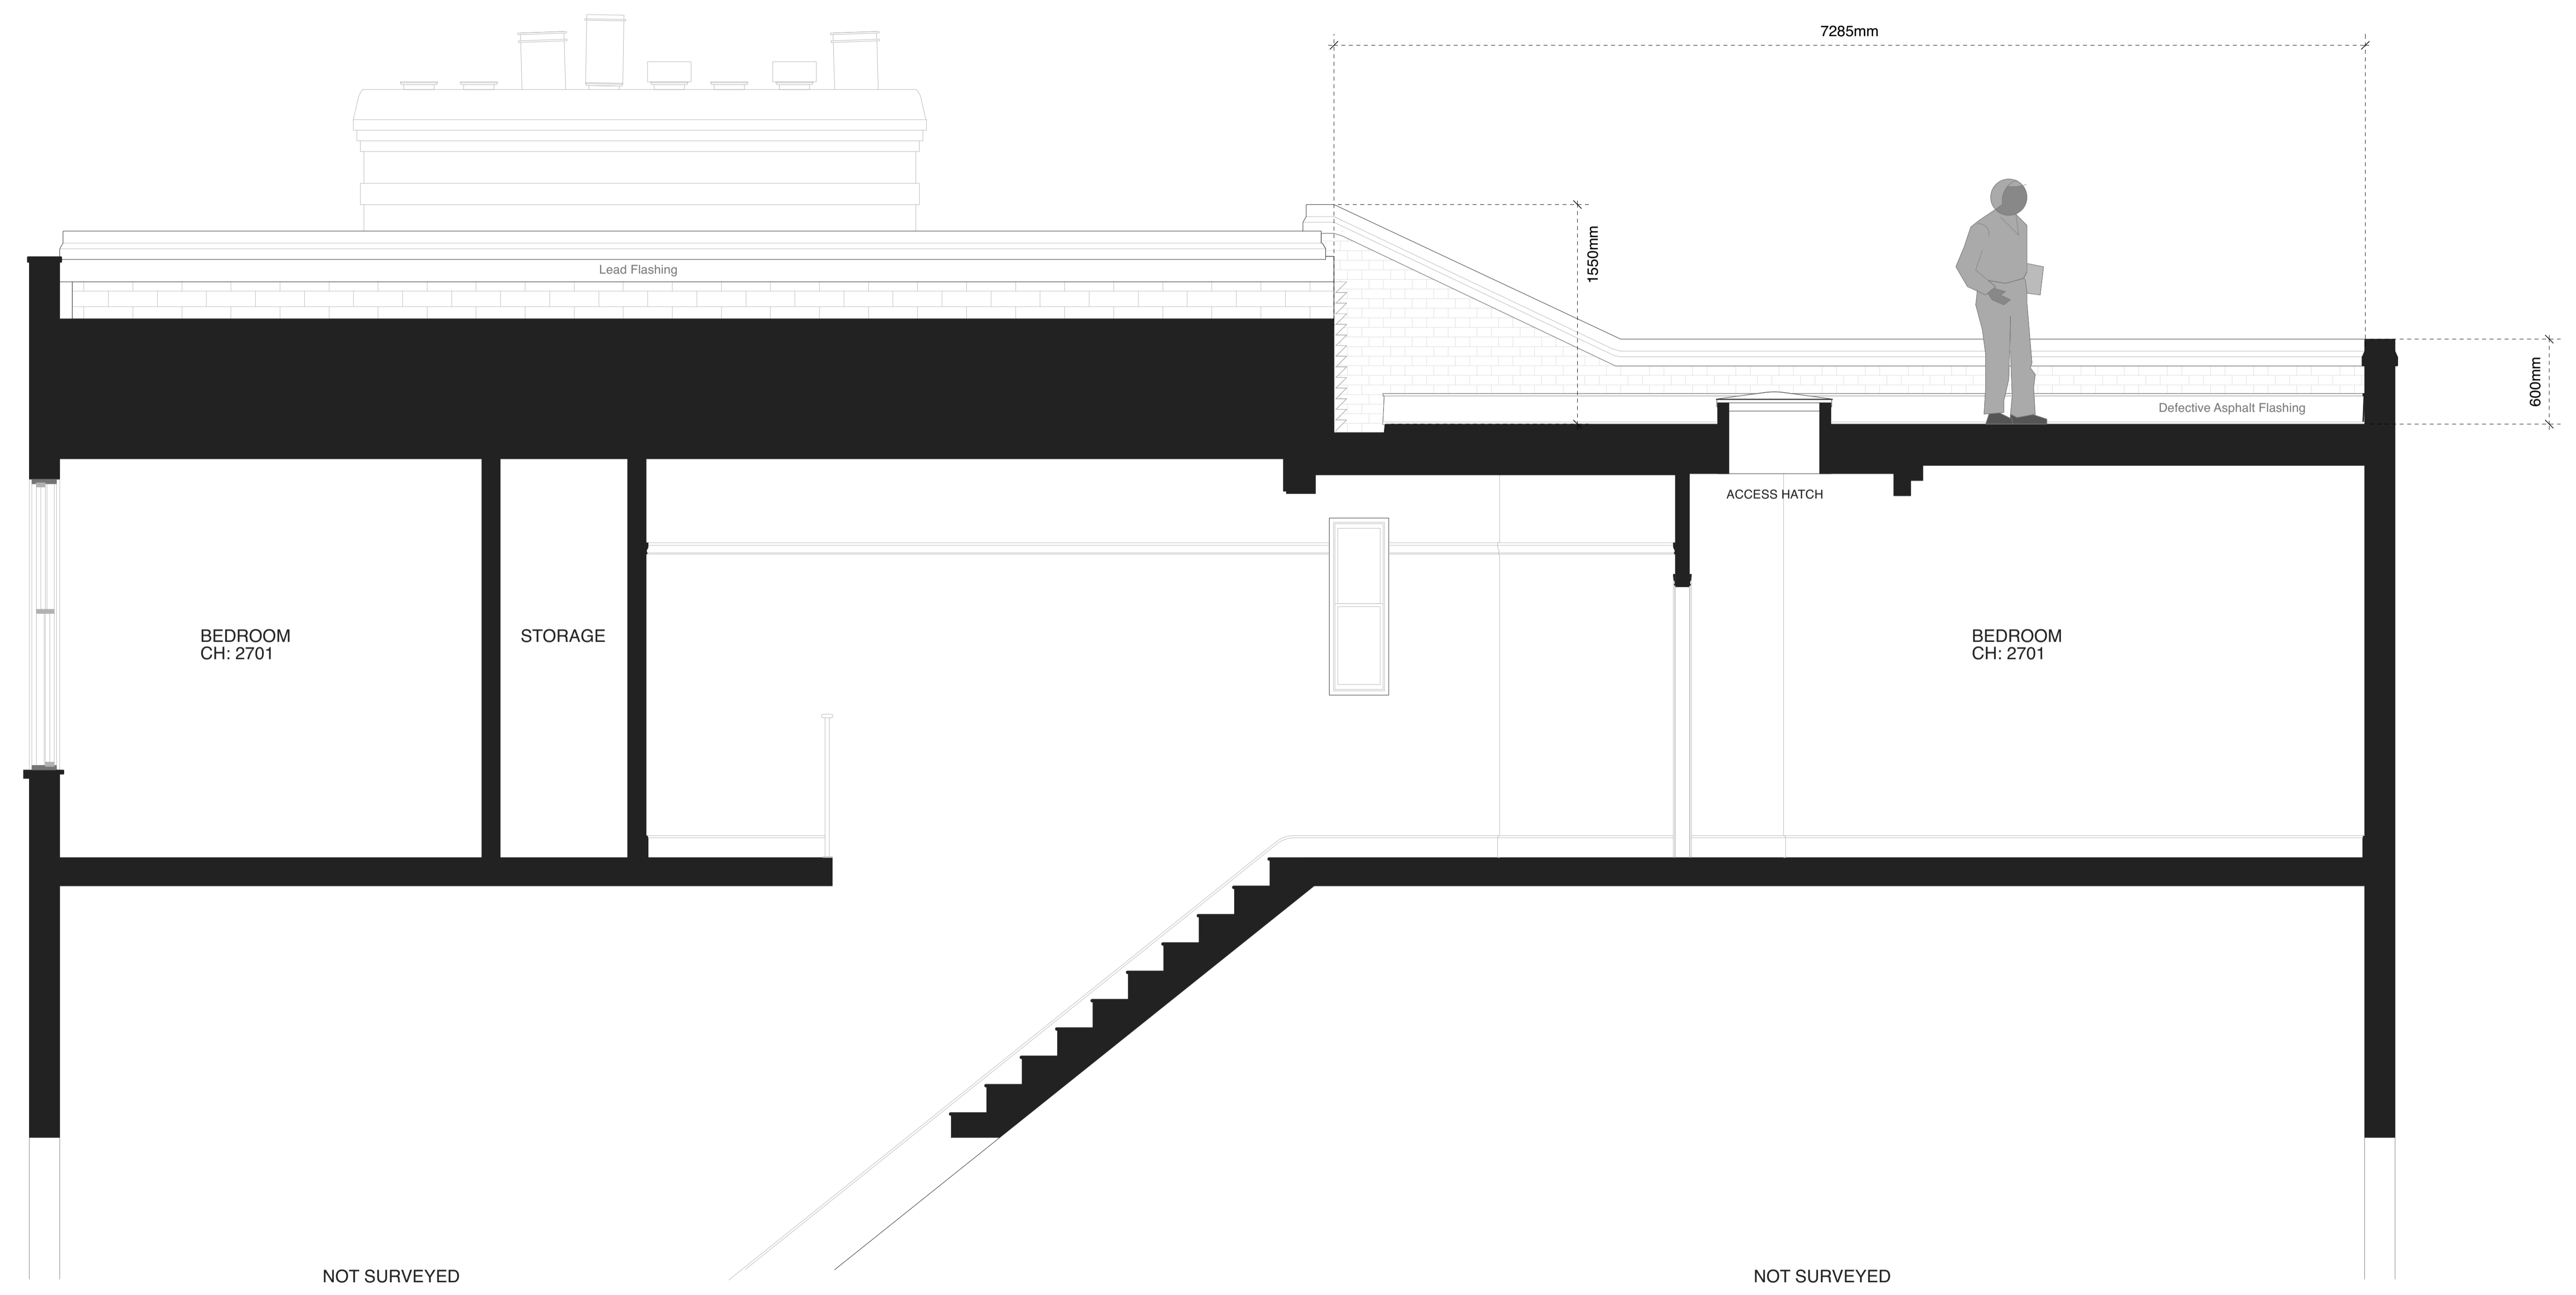 7285mm
1550mm
Lead Flashing
600mm
Defective Asphalt Flashing
ACCESS HATCH
BEDROOM
CH: 2701
STORAGE
BEDROOM
CH: 2701
NOT SURVEYED
NOT SURVEYED